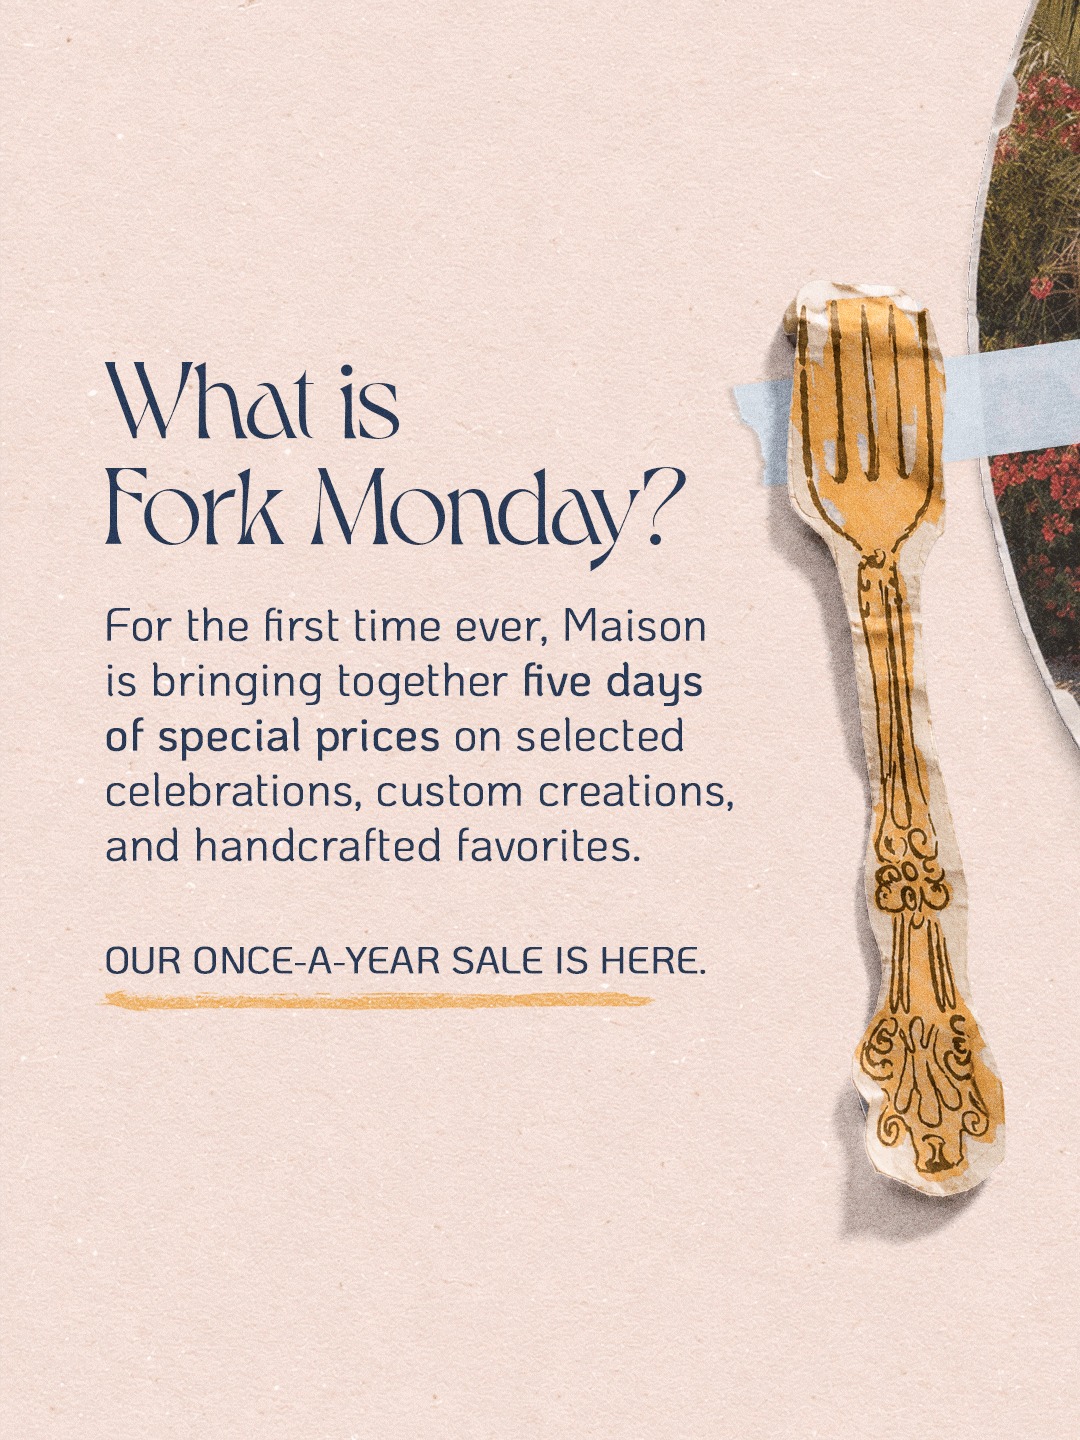 What is
Fork Monday?
For the first time ever, Maison
is bringing together five days
of special prices on selected
celebrations, custom creations,
and handcrafted favorites.
OUR ONCE-A-YEAR SALE IS HERE.